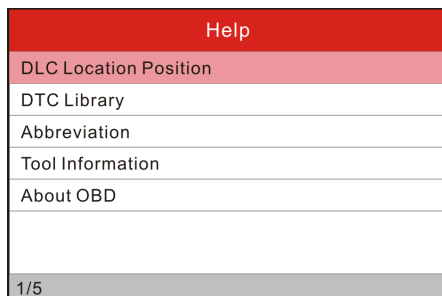 Help
DLC Location Position
DTC Library
Abbreviation
Tool Information
About OBD
1/5